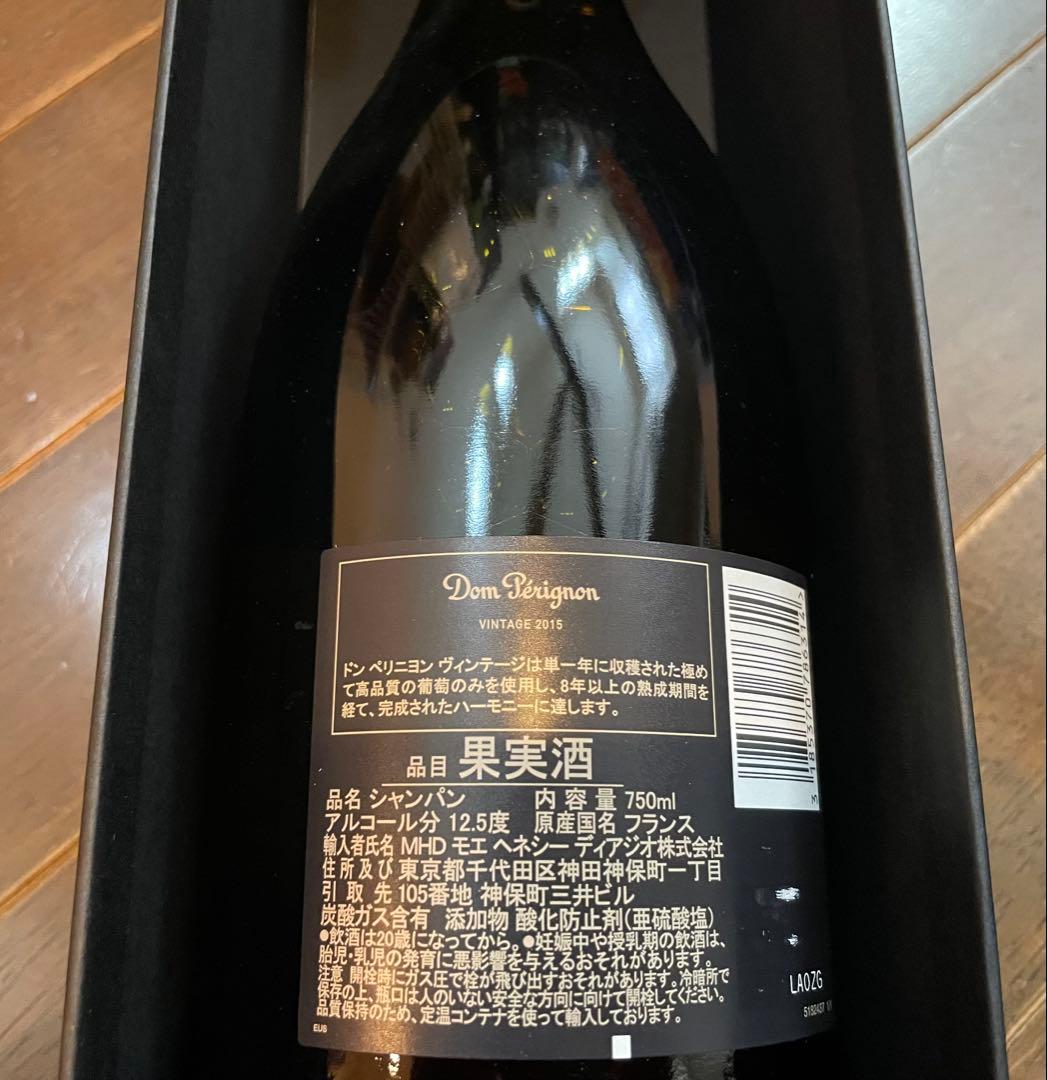 Dom Pérignon
VINTAGE 2015
ドン ペリニヨン ヴィンテージは単一年に収穫された極め
て高品質の葡萄のみを使用し、8年以上の熟成期間を
経て、完成されたハーモニーに達します。
品目 果実酒
品名 シャンパン 内容量 750ml
アルコール分 12.5度 原産国名 フランス
輸入者氏名 MHD モエ ヘネシー ディアジオ株式会社
住所及び 東京都千代田区神田神保町一丁目
引取先 105番地 神保町三井ビル
炭酸ガス含有 添加物 酸化防止剤(亜硫酸塩)
●飲酒は20歳になってから。●妊娠中や授乳期の飲酒は、
胎児・乳児の発育に悪影響を与えるおそれがあります。
注意 開栓時にガス圧で栓が飛び出すおそれがあります。冷暗所で
保存の上、瓶口は人のいない安全な方向に向けて開栓してください。
品質保持のため、定温コンテナを使って輸入しております。
EUS
3 185370 786314 >
LAOZG
5182437